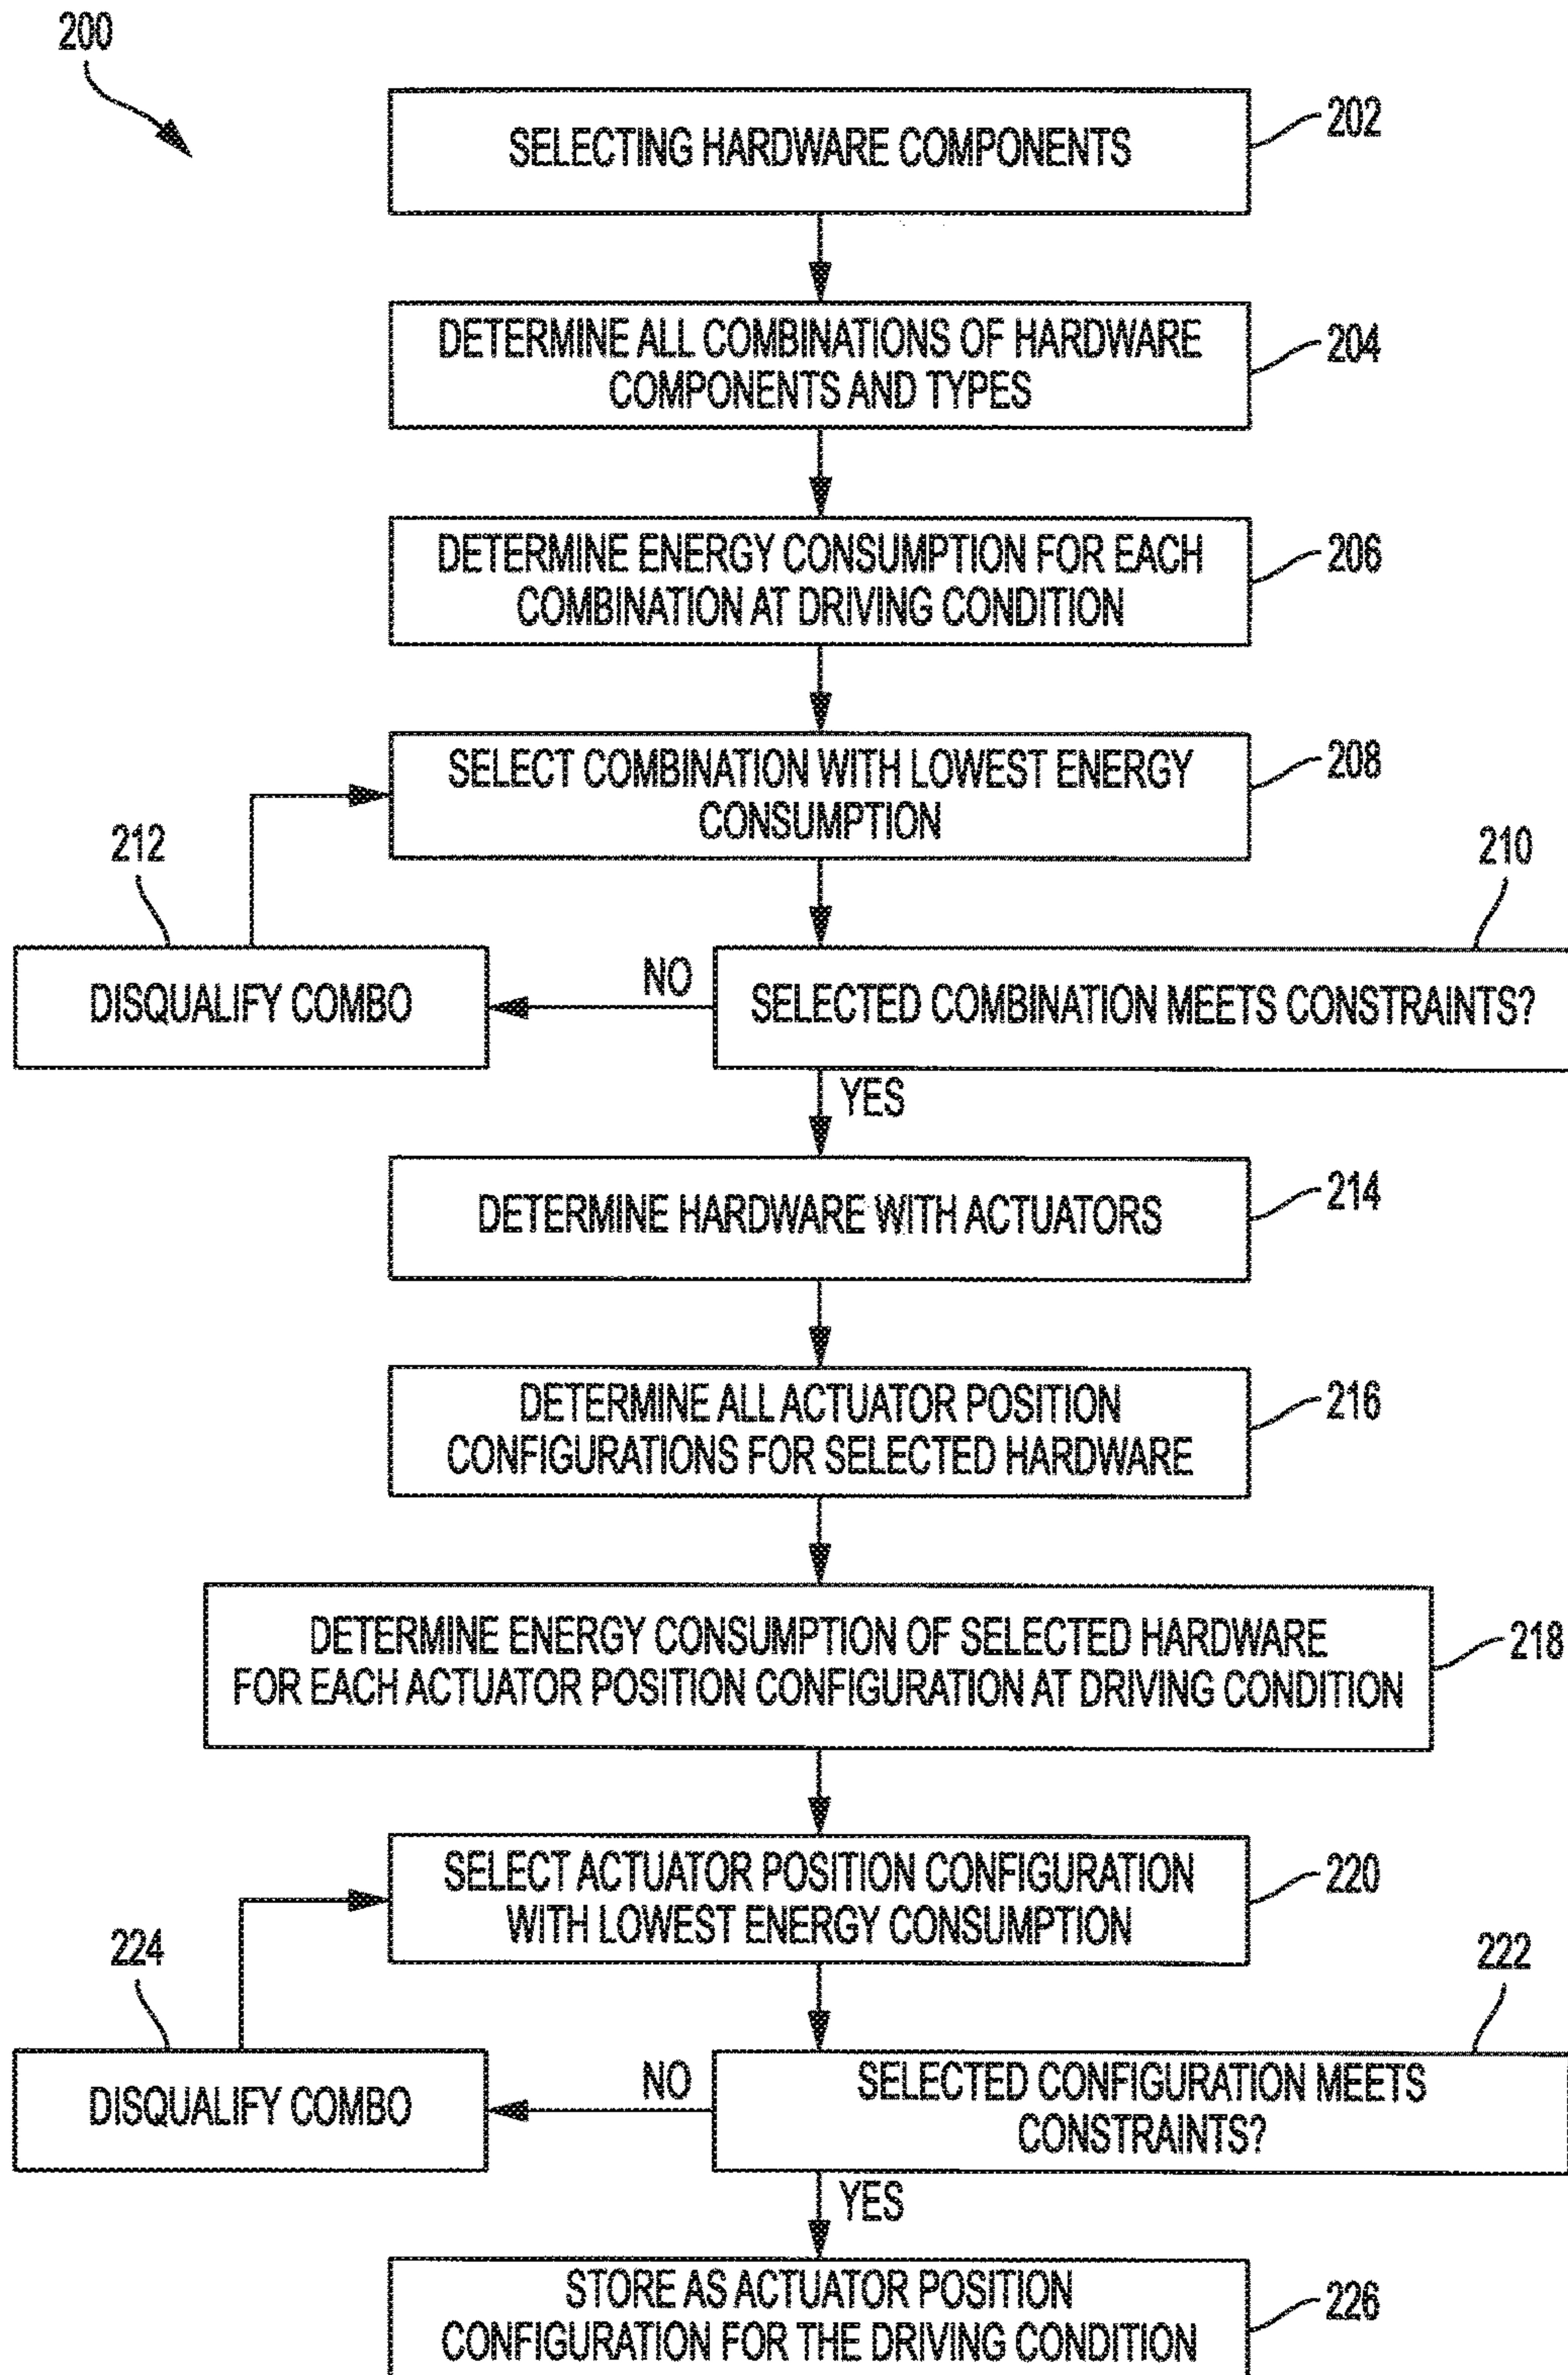 200
SELECTING HARDWARE COMPONENTS
202
DETERMINE ALL COMBINATIONS OF HARDWARE
COMPONENTS AND TYPES
204
DETERMINE ENERGY CONSUMPTION FOR EACH
COMBINATION AT DRIVING CONDITION
206
SELECT COMBINATION WITH LOWEST ENERGY
CONSUMPTION
208
212
210
DISQUALIFY COMBO
NO
SELECTED COMBINATION MEETS CONSTRAINTS?
YES
DETERMINE HARDWARE WITH ACTUATORS
214
DETERMINE ALL ACTUATOR POSITION
CONFIGURATIONS FOR SELECTED HARDWARE
216
DETERMINE ENERGY CONSUMPTION OF SELECTED HARDWARE
FOR EACH ACTUATOR POSITION CONFIGURATION AT DRIVING CONDITION
218
SELECT ACTUATOR POSITION CONFIGURATION
WITH LOWEST ENERGY CONSUMPTION
220
224
222
DISQUALIFY COMBO
NO
SELECTED CONFIGURATION MEETS
CONSTRAINTS?
YES
STORE AS ACTUATOR POSITION
CONFIGURATION FOR THE DRIVING CONDITION
226